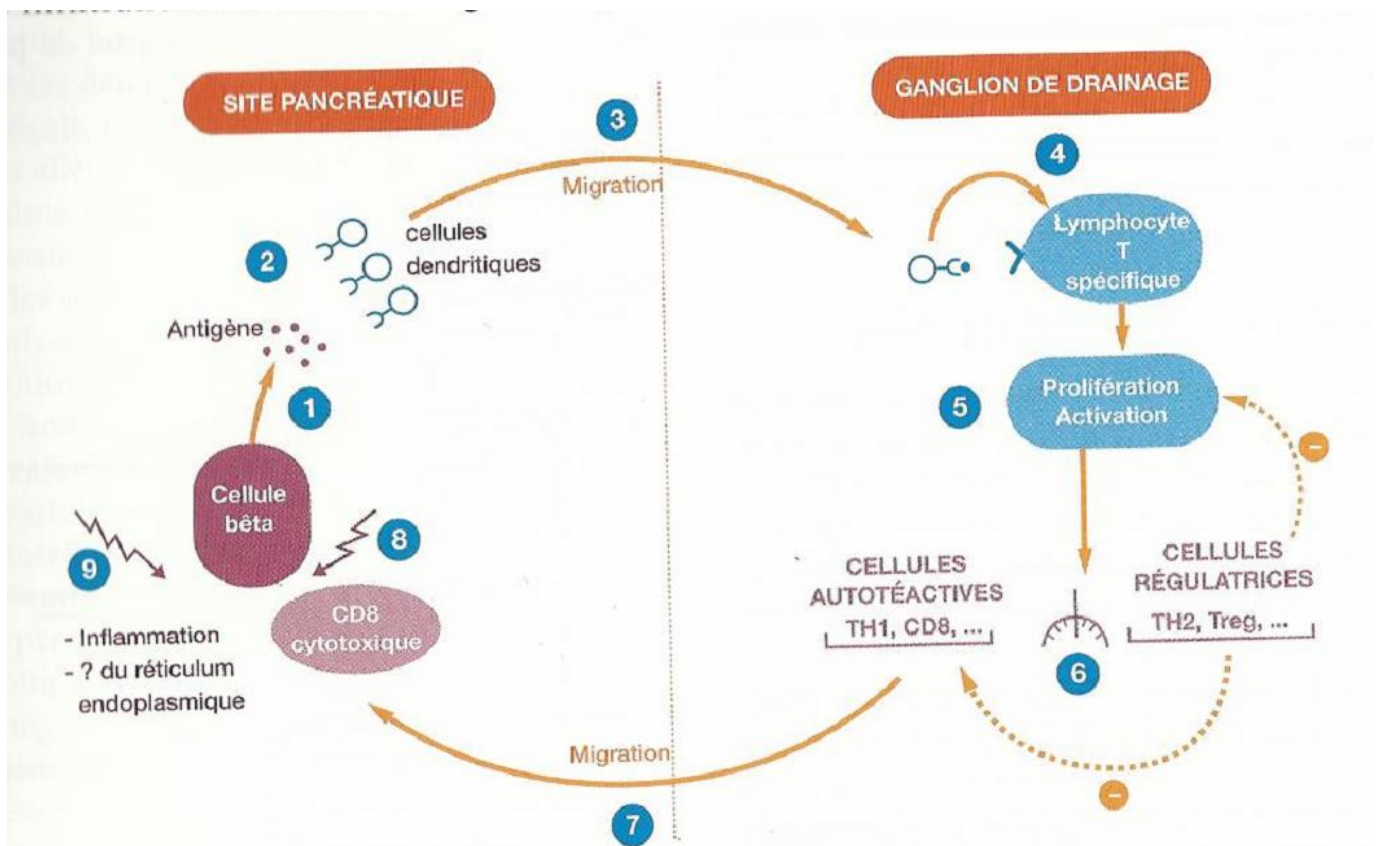 SITE PANCRÉATIQUE
GANGLION DE DRAINAGE
3
Migration
4
Lymphocyte
T
spécifique
2
cellules
dendritiques
Antigène
1
5
Prolifération
Activation
−
Cellule
bêta
8
9
CD8
cytotoxique
- Inflammation
- ? du réticulum
endoplasmique
CELLULES
AUTOTÉACTIVES
TH1, CD8, ...
6
CELLULES
RÉGULATRICES
TH2, Treg, ...
−
Migration
7